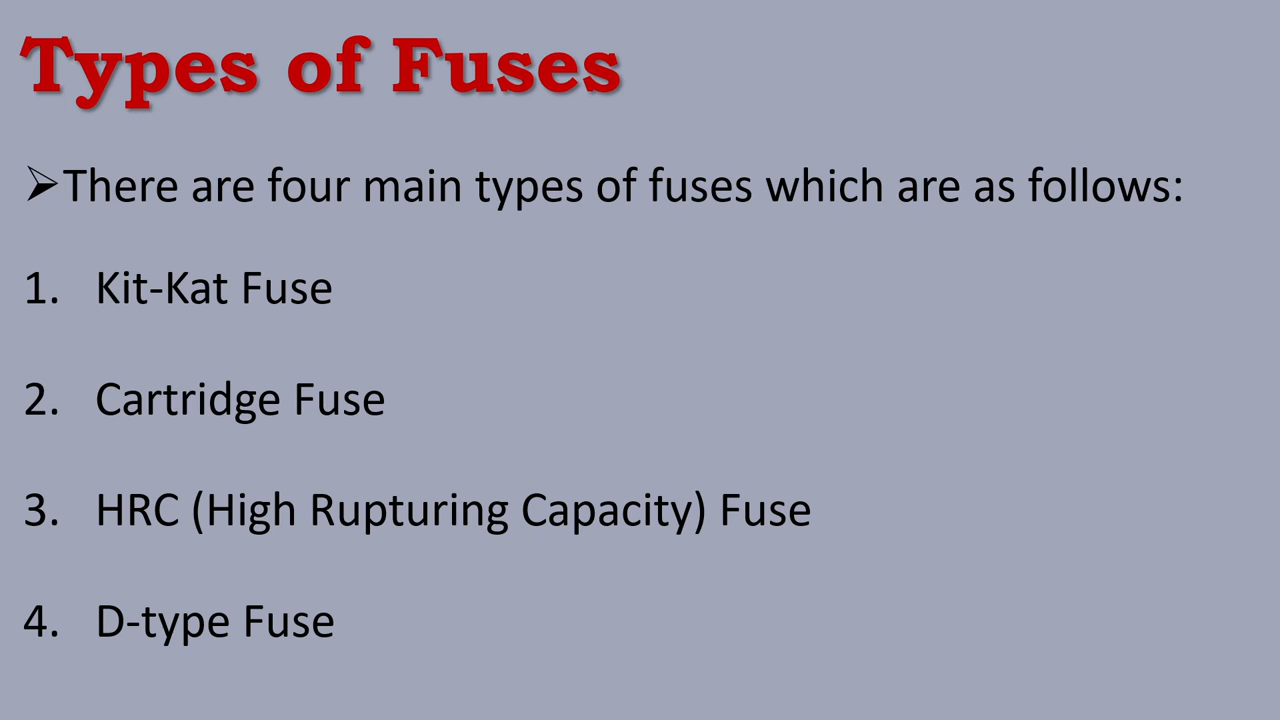 Types of Fuses
➢There are four main types of fuses which are as follows:
1. Kit-Kat Fuse
2. Cartridge Fuse
3. HRC (High Rupturing Capacity) Fuse
4. D-type Fuse